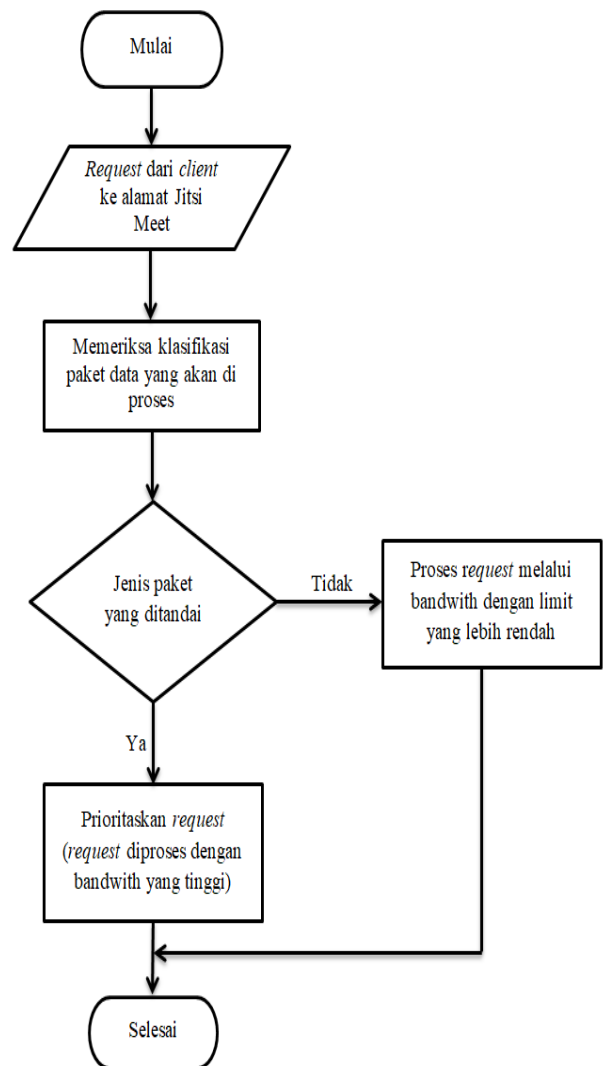 Mulai
Request dari client
ke alamat Jitsi
Meet
Memeriksa klasifikasi
paket data yang akan di
proses
Jenis paket
yang ditandai
Tidak
Proses request melalui
bandwith dengan limit
yang lebih rendah
Ya
Prioritaskan request
(request diproses dengan
bandwith yang tinggi)
Selesai